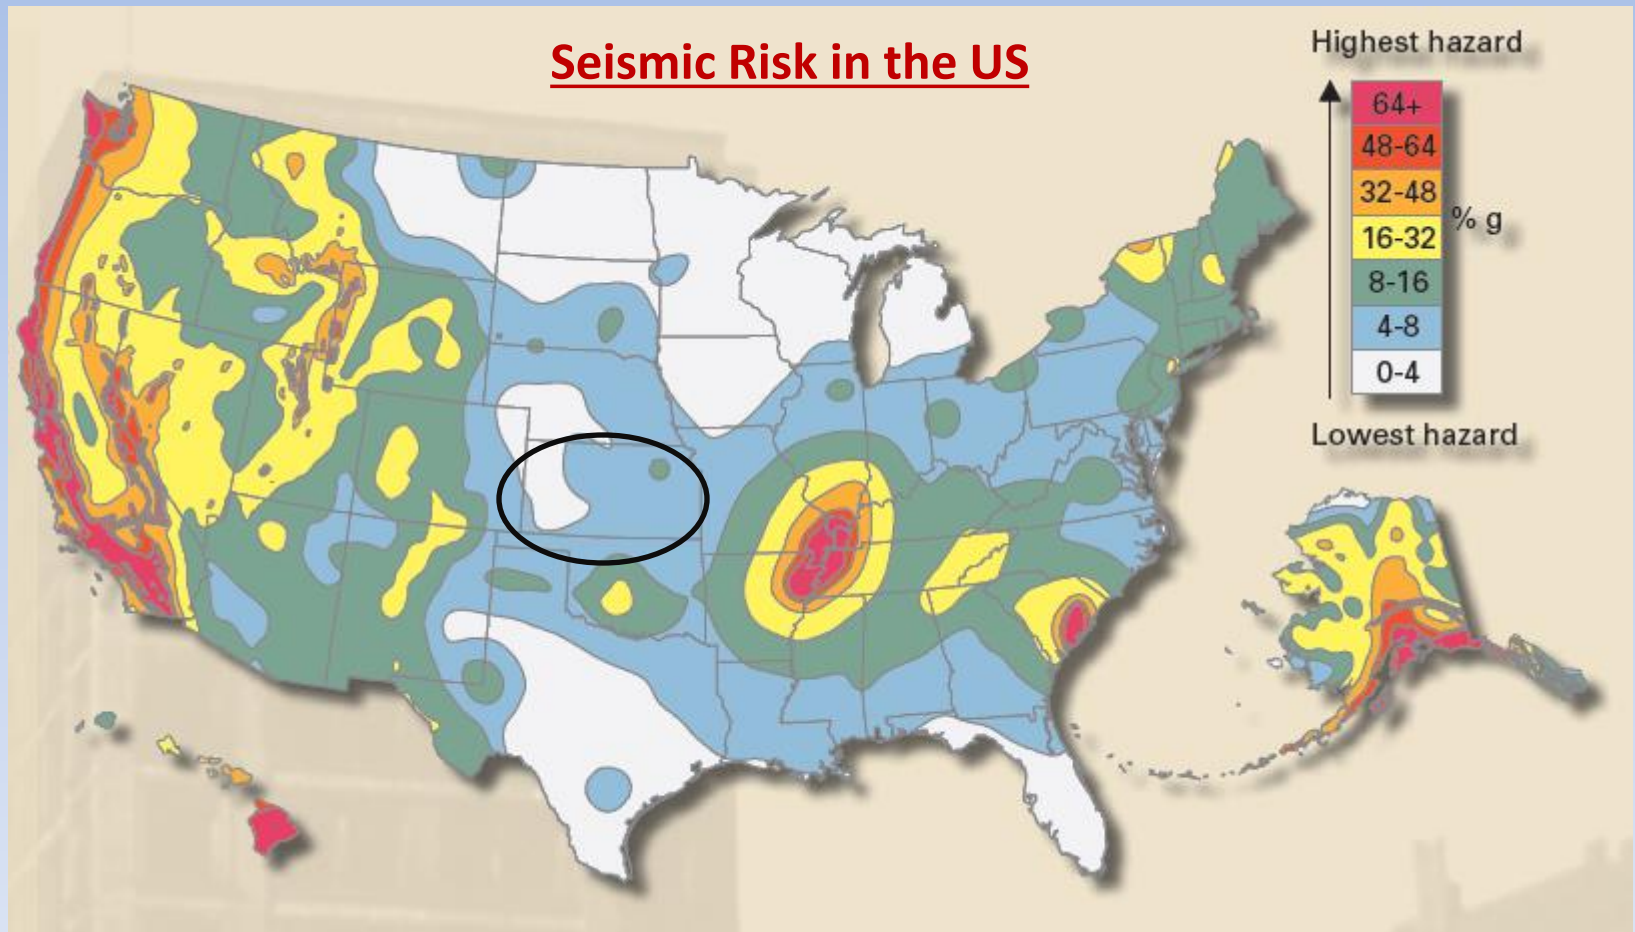 Seismic Risk in the US
Highest hazard
64+
48-64
32-48
16-32
% g
8-16
4-8
0-4
Lowest hazard